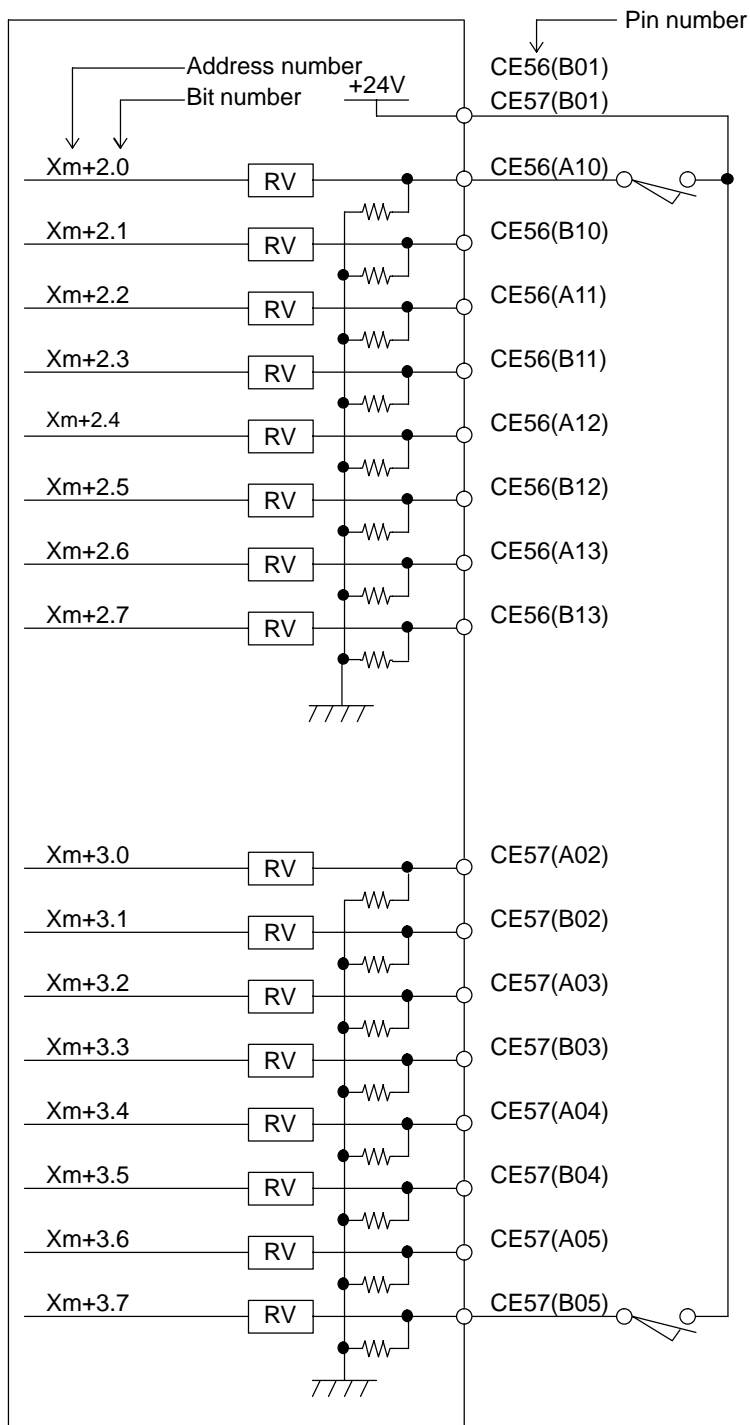 Pin number
Address number
CE56(B01)
Bit number
+24V
CE57(B01)
Xm+2.0 RV CE56(A10)
Xm+2.1 RV CE56(B10)
Xm+2.2 RV CE56(A11)
Xm+2.3 RV CE56(B11)
Xm+2.4 RV CE56(A12)
Xm+2.5 RV CE56(B12)
Xm+2.6 RV CE56(A13)
Xm+2.7 RV CE56(B13)
Xm+3.0 RV CE57(A02)
Xm+3.1 RV CE57(B02)
Xm+3.2 RV CE57(A03)
Xm+3.3 RV CE57(B03)
Xm+3.4 RV CE57(A04)
Xm+3.5 RV CE57(B04)
Xm+3.6 RV CE57(A05)
Xm+3.7 RV CE57(B05)